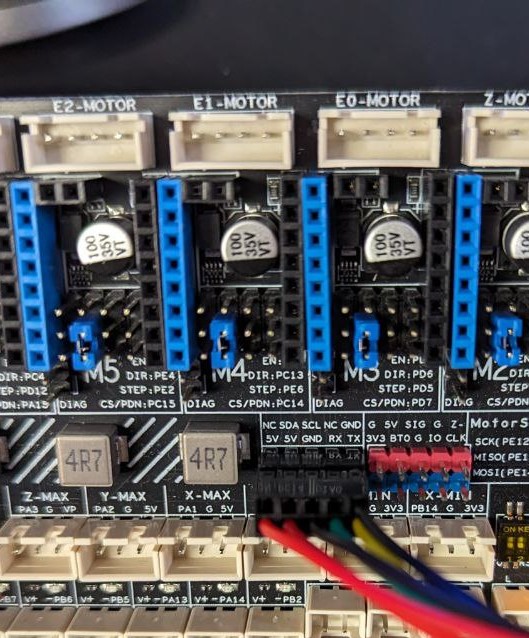 E2-MOTOR E1-MOTOR E0-MOTOR Z-MOT
100 35V VT 100 35V VT 100 35V VT
M5 EN: M4 EN: M3 EN: M2
DIR:PC4 DIR:PE4 DIR:PC13 DIR:PD6
STEP:PD12 STEP:PE2 STEP:PE6 STEP:PD5
PDN:PA15 DIAG CS/PDN:PC15 DIAG CS/PDN:PC14 DIAG CS/PDN:PD7 DIAG
NC SDA SCL NC GND G 5V SIG G Z- MotorS
5V 5V GND RX TX 3V3 BTO G IO CLK SCK(PE12
4R7 4R7 MISO(PE1
MOSI(PE14
Z-MAX Y-MAX X-MAX MIN X-MIN
PA3 G VP PA2 G 5V PA1 G 5V G 3V3 PB14 G 3V3
ON KE
V+ -PB6 V+ -PB5 V+ -PA13 V+ -PA14 V+ -PB2